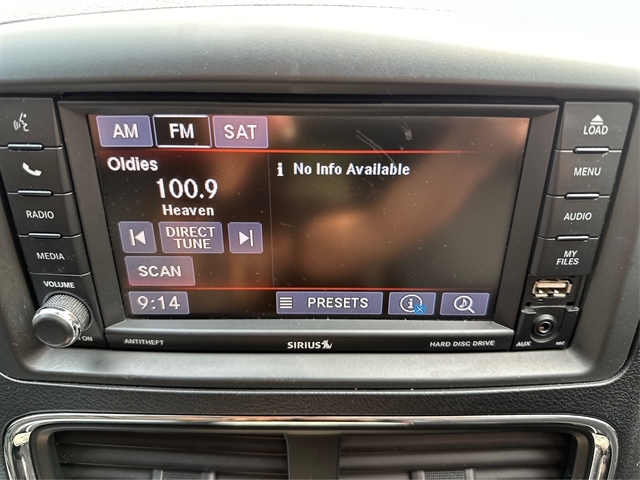 AM FM SAT
Oldies
100.9
Heaven
DIRECT
TUNE
SCAN
9:14
i No Info Available
PRESETS
RADIO
MEDIA
VOLUME
ANTITHEFT
SIRIUS
HARD DISC DRIVE
LOAD
MENU
AUDIO
MY
FILES
AUX